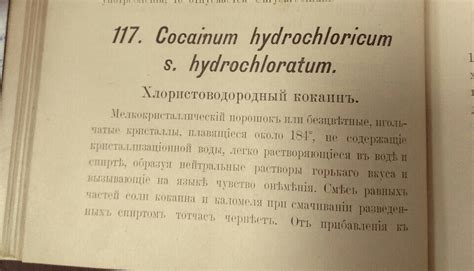 117. Cocainum hydrochloricum
s. hydrochloratum.
Хлористоводородный кокаинъ.
Мелкокристаллическій порошокъ или безцвѣтные, иголь-
чатые кристаллы, плавящіеся около 184°, не содержащіе
кристаллизаціонной воды, легко растворяющіеся въ водѣ и
спиртѣ, образуя нейтральные растворы горькаго вкуса и
вызывающіе на языкѣ чувство онѣмѣнія. Смѣсь равныхъ
частей соли кокаина и каломеля при смачиваніи разведен-
ныхъ спиртомъ тотчасъ чернѣетъ. Отъ прибавленія къ